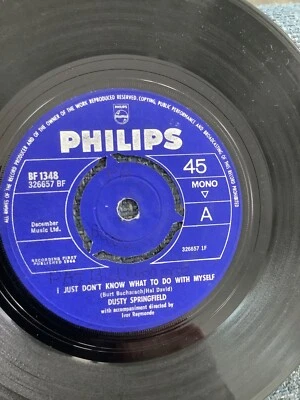 ALL RIGHTS OF THE RECORD PRODUCER AND OF THE OWNER OF THE WORK REPRODUCED RESERVED. COPYING, PUBLIC PERFORMANCE AND BROADCASTING OF THIS RECORD PROHIBITED
PHILIPS
PHILIPS
BF 1348
326657 BF
45
MONO
A
December
Music Ltd.
326657 1F
RECORDING FIRST
PUBLISHED 1964
I JUST DON'T KNOW WHAT TO DO WITH MYSELF
(Burt Bacharach/Hal David)
DUSTY SPRINGFIELD
with accompaniment directed by
Ivor Raymonde